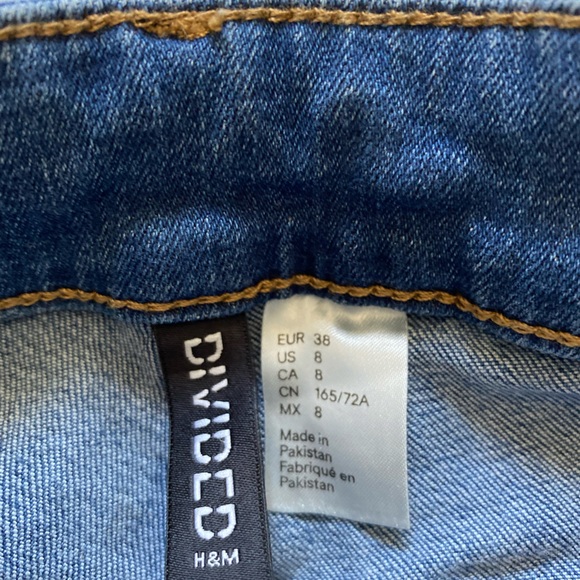 DIVIDED
H&M
EUR 38
US 8
CA 8
CN 165/72A
MX 8
Made in
Pakistan
Fabriqué en
Pakistan